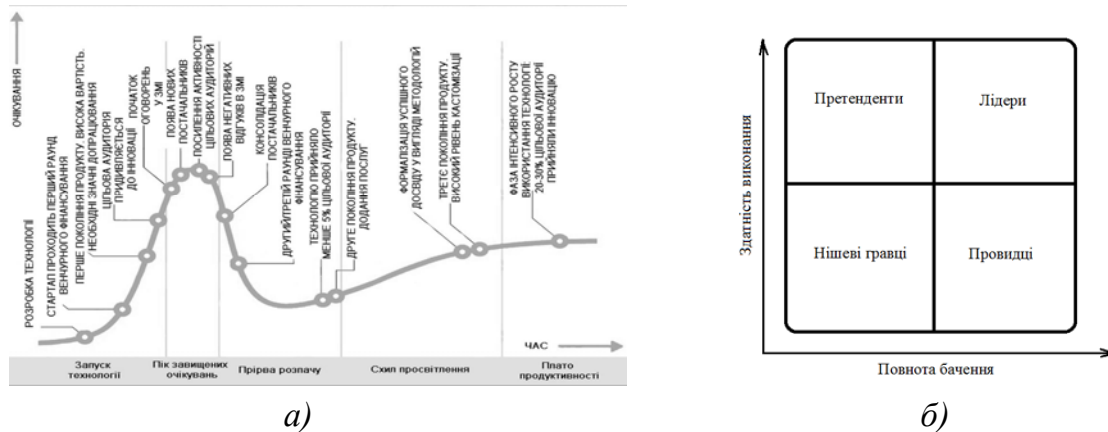 ОЧІКУВАННЯ
РОЗРОБКА ТЕХНОЛОГІЇ
СТАРТАП ПРОХОДИТЬ ПЕРШИЙ РАУНД
ВЕНЧУРНОГО ФІНАНСУВАННЯ
ПЕРШЕ ПОКОЛІННЯ ПРОДУКТУ. ВИСОКА ВАРТІСТЬ.
НЕОБХІДНІ ЗНАЧНІ ДОПРАЦЮВАННЯ
ЦІЛЬОВА АУДИТОРІЯ
ПРИДИВЛЯЄТЬСЯ
ДО ІННОВАЦІЇ
ПОЧАТОК
ОГОВОРЕНЬ
У ЗМІ
ПОЯВА НОВИХ
ПОСТАЧАЛЬНИКІВ
ПОСИЛЕННЯ АКТИВНОСТІ
ЦІЛЬОВИХ АУДИТОРІЙ
ПОЯВА НЕГАТИВНИХ
ВІДГУКІВ В ЗМІ
КОНСОЛІДАЦІЯ
ПОСТАЧАЛЬНИКІВ
ДРУГИЙ/ТРЕТІЙ РАУНДІ ВЕНЧУРНОГО
ФІНАНСУВАННЯ
ТЕХНОЛОГІЮ ПРИЙНЯЛО
МЕНШЕ 5% ЦІЛЬОВОЇ АУДИТОРІЇ
ДРУГЕ ПОКОЛІННЯ ПРОДУКТУ.
ДОДАННЯ ПОСЛУГ
ФОРМАЛІЗАЦІЯ УСПІШНОГО
ДОСВІДУ У ВИГЛЯДІ МЕТОДОЛОГІЙ
ТРЕТЄ ПОКОЛІННЯ ПРОДУКТУ.
ВИСОКИЙ РІВЕНЬ КАСТОМІЗАЦІЇ
ФАЗА ІНТЕНСИВНОГО РОСТУ
ВИКОРИСТАННЯ ТЕХНОЛОГІЇ:
20-30% ЦІЛЬОВОЇ АУДИТОРІЇ
ПРИЙНЯЛИ ІННОВАЦІЮ
ЧАС
Запуск
технології
Пік завищених
очікувань
Прірва розпачу
Схил просвітлення
Плато
продуктивності
а)
Здатність виконання
Претенденти
Лідери
Нішеві гравці
Провидці
Повнота бачення
б)